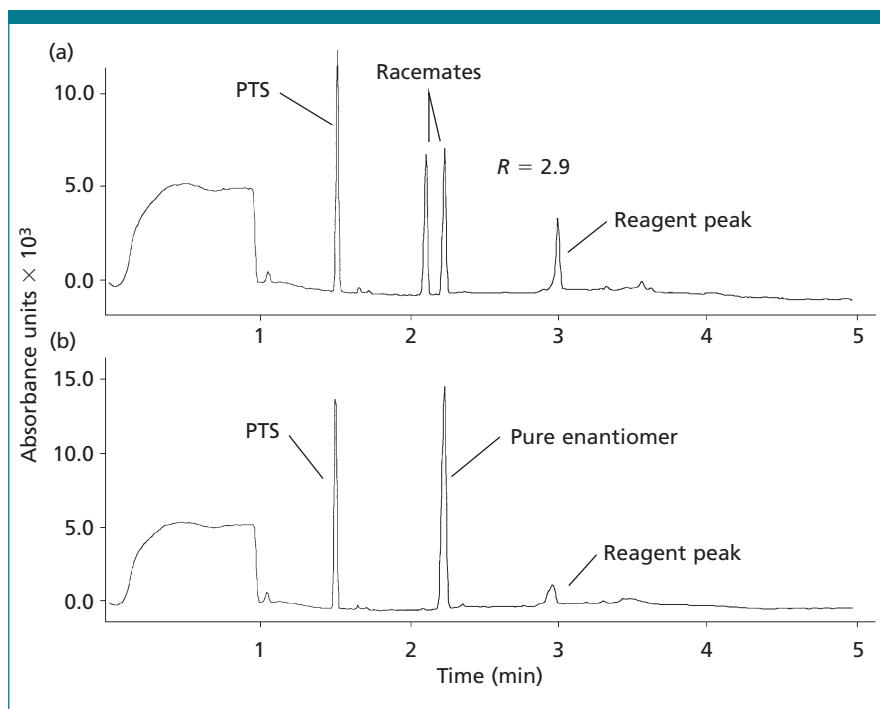 (a)
PTS
Racemates
R = 2.9
Reagent peak
10.0
5.0
0.0
1 2 3 4 5
Absorbance units × 10³
(b)
PTS
Pure enantiomer
Reagent peak
15.0
10.0
5.0
0.0
1 2 3 4 5
Time (min)